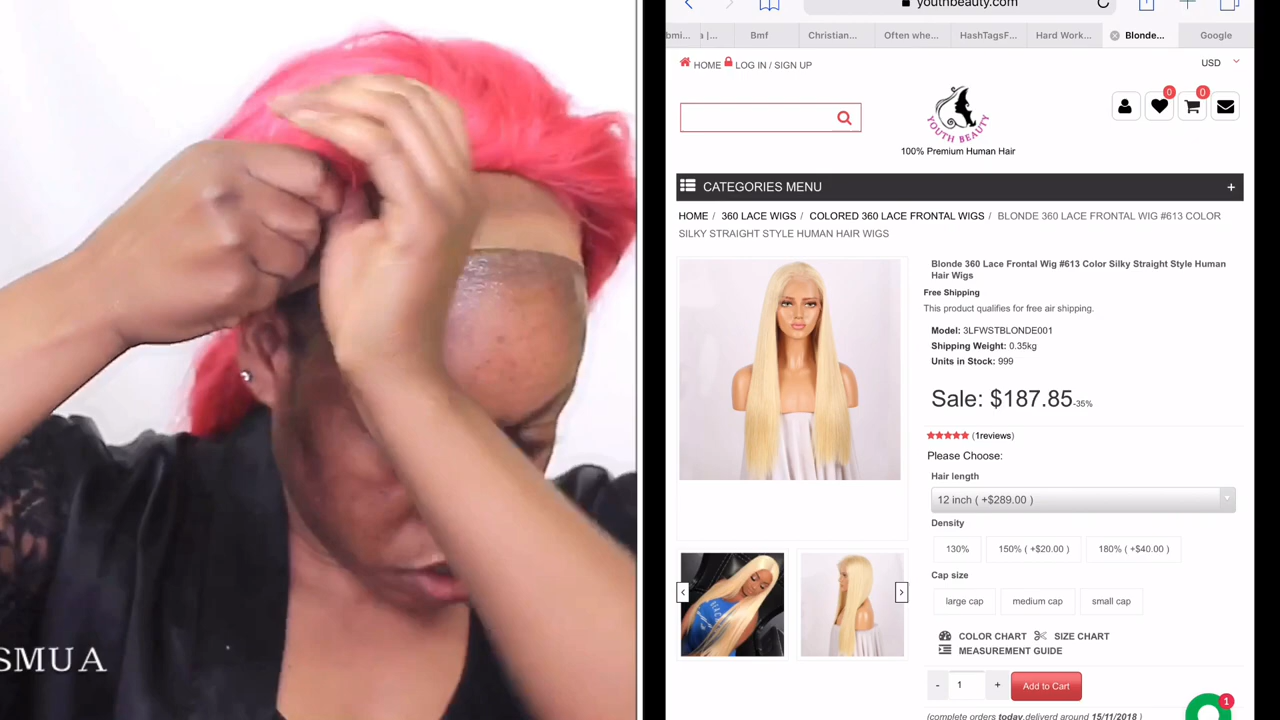 SMUA
youthbeauty.com
bmi...
a |...
Bmf
Christian...
Often whe...
HashTagsF...
Hard Work...
Blonde...
Google
HOME LOG IN / SIGN UP
USD
0
0
YOUTH BEAUTY
100% Premium Human Hair
CATEGORIES MENU +
HOME / 360 LACE WIGS / COLORED 360 LACE FRONTAL WIGS / BLONDE 360 LACE FRONTAL WIG #613 COLOR
SILKY STRAIGHT STYLE HUMAN HAIR WIGS
Blonde 360 Lace Frontal Wig #613 Color Silky Straight Style Human
Hair Wigs
Free Shipping
This product qualifies for free air shipping.
Model: 3LFWSTBLONDE001
Shipping Weight: 0.35kg
Units in Stock: 999
Sale: $187.85-35%
(1reviews)
Please Choose:
Hair length
12 inch ( +$289.00 )
Density
130% 150% ( +$20.00 ) 180% ( +$40.00 )
Cap size
large cap medium cap small cap
COLOR CHART SIZE CHART
MEASUREMENT GUIDE
- 1 + Add to Cart
1
(complete orders today,deliverd around 15/11/2018 )